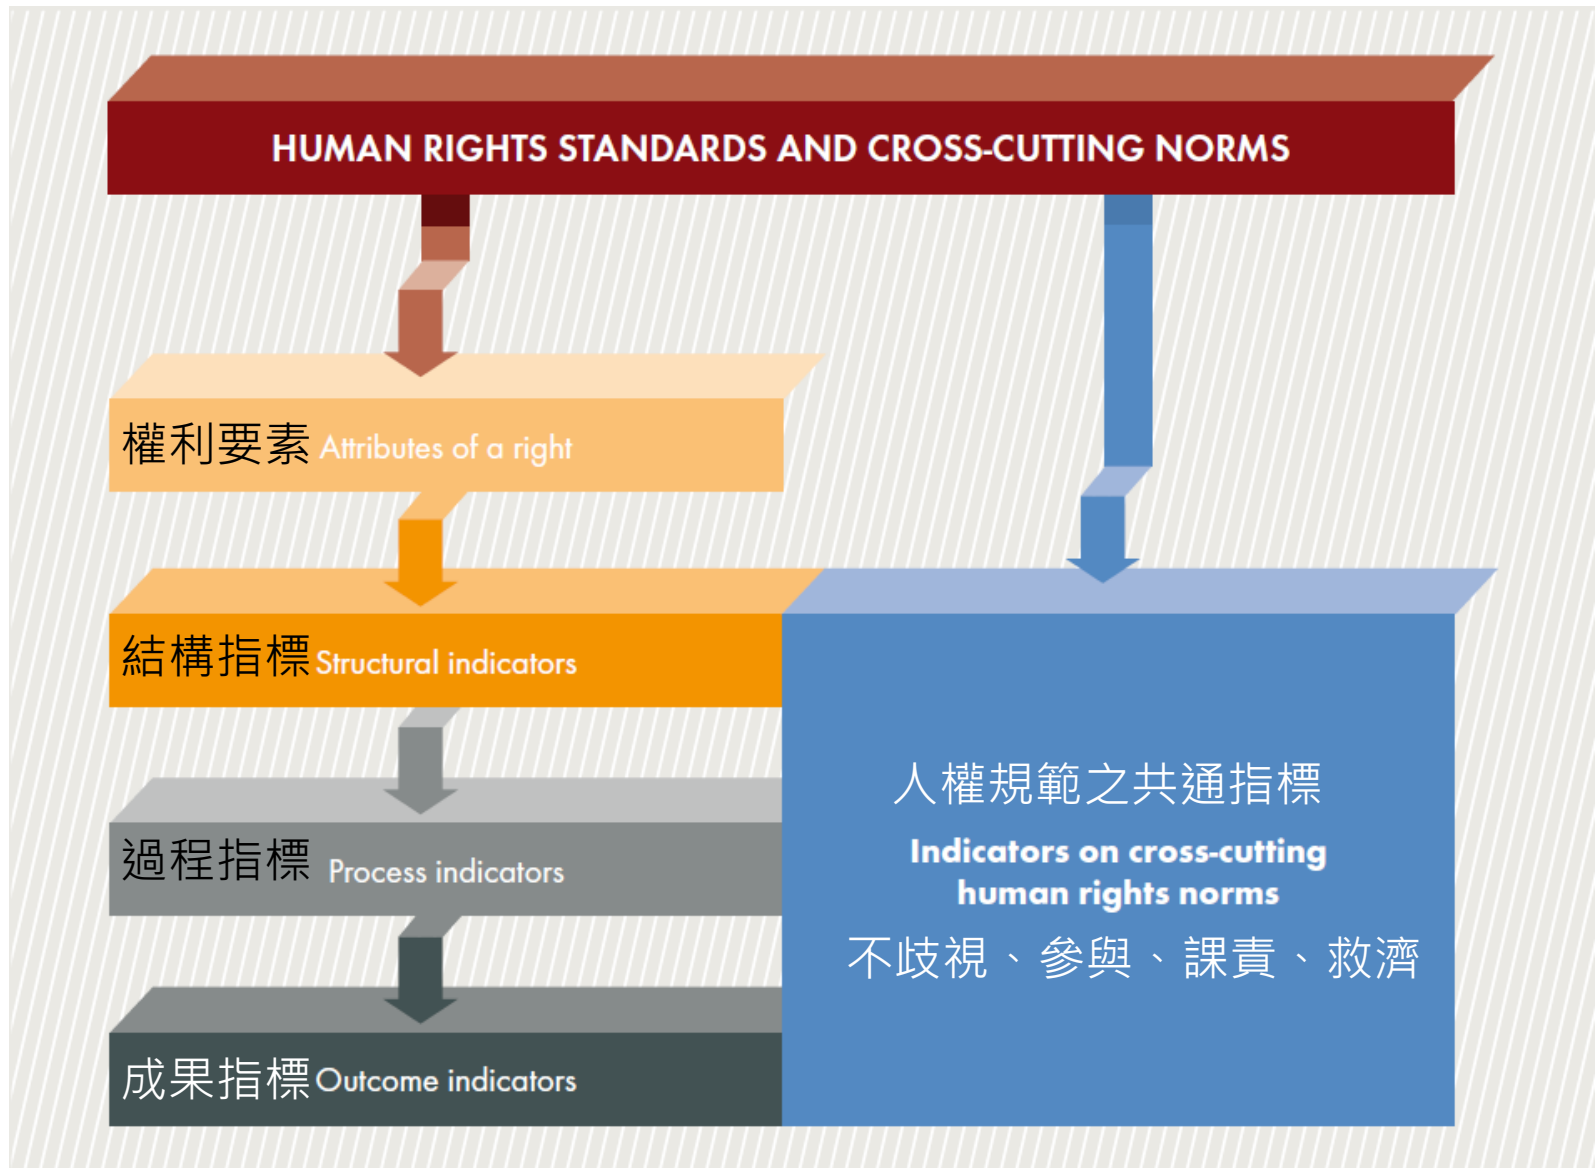 HUMAN RIGHTS STANDARDS AND CROSS-CUTTING NORMS
權利要素 Attributes of a right
結構指標 Structural indicators
過程指標 Process indicators
成果指標 Outcome indicators
人權規範之共通指標
Indicators on cross-cutting
human rights norms
不歧視、參與、課責、救濟